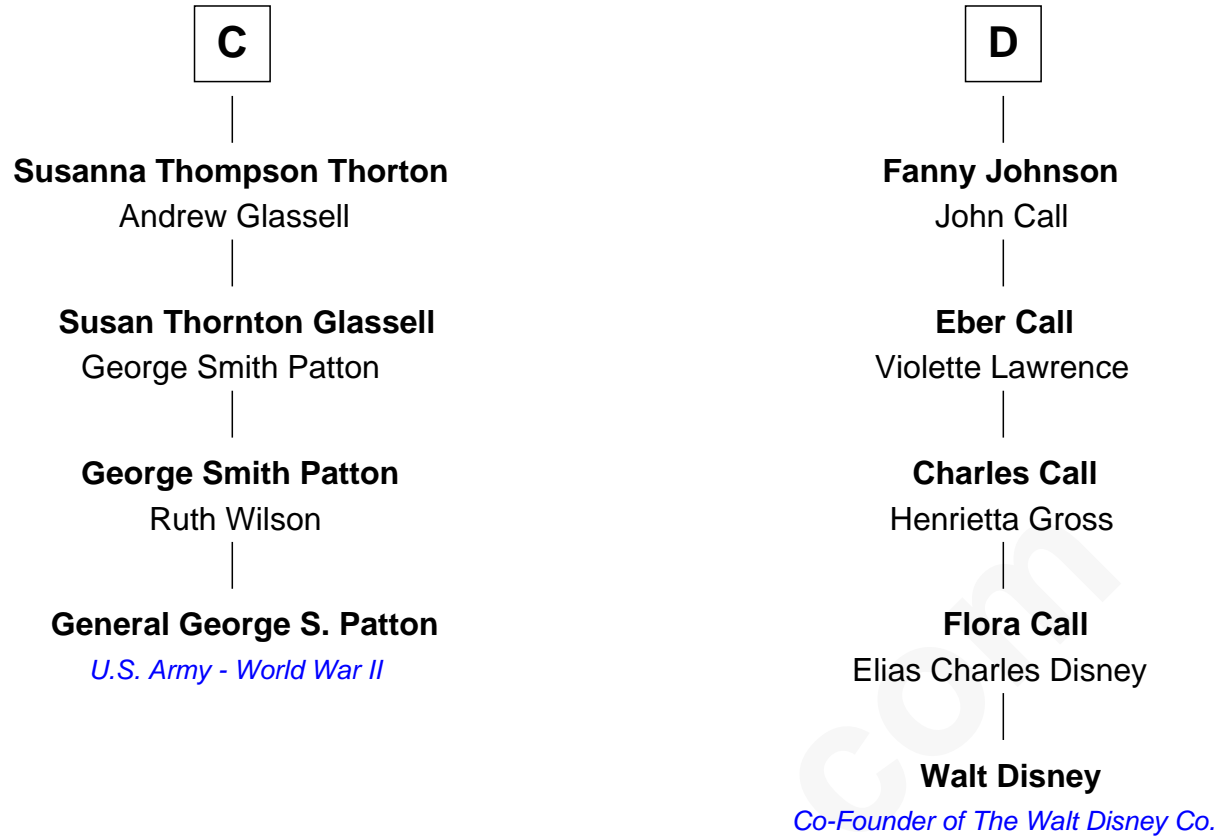 C
Susanna Thompson Thorton
Andrew Glassell
Susan Thornton Glassell
George Smith Patton
George Smith Patton
Ruth Wilson
General George S. Patton
U.S. Army - World War II
D
Fanny Johnson
John Call
Eber Call
Violette Lawrence
Charles Call
Henrietta Gross
Flora Call
Elias Charles Disney
Walt Disney
Co-Founder of The Walt Disney Co.
com